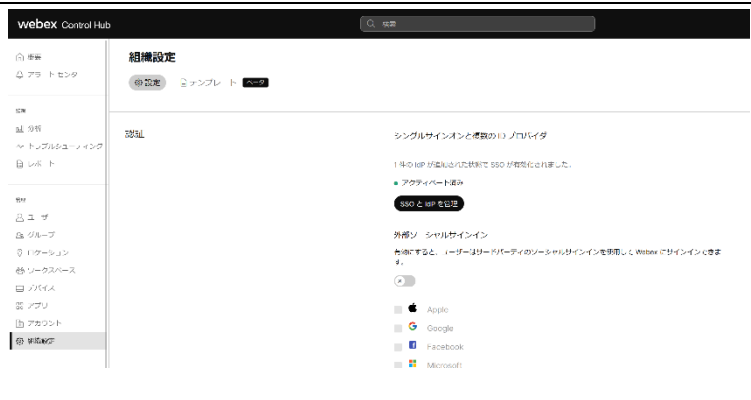 webex Control Hub
検索
概要
アラートセンタ
分析
トラブルシューティング
レポート
管理
ユーザ
グループ
ロケーション
ワークスペース
デバイス
アプリ
アカウント
組織設定
組織設定
設定
テンプレート
ベータ
認証
シングルサインオンと複数の ID プロバイダ
1 件の IdP が追加された状態で SSO が有効化されました.
アクティベート済み
SSO と IdP を管理
外部ソーシャルサインイン
有効にすると、ユーザーはサードパーティのソーシャルサインインを使用して Webex にサインインできま
す。
Apple
Google
Facebook
Microsoft